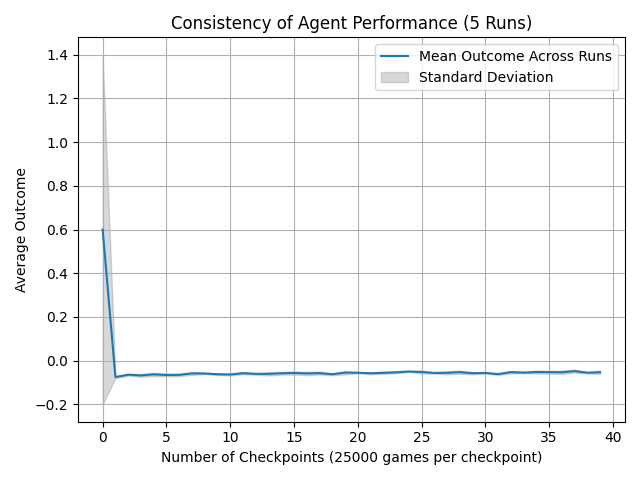 Consistency of Agent Performance (5 Runs)
Mean Outcome Across Runs
Standard Deviation
Average Outcome
1.4
1.2
1.0
0.8
0.6
0.4
0.2
0.0
−0.2
0 5 10 15 20 25 30 35 40
Number of Checkpoints (25000 games per checkpoint)